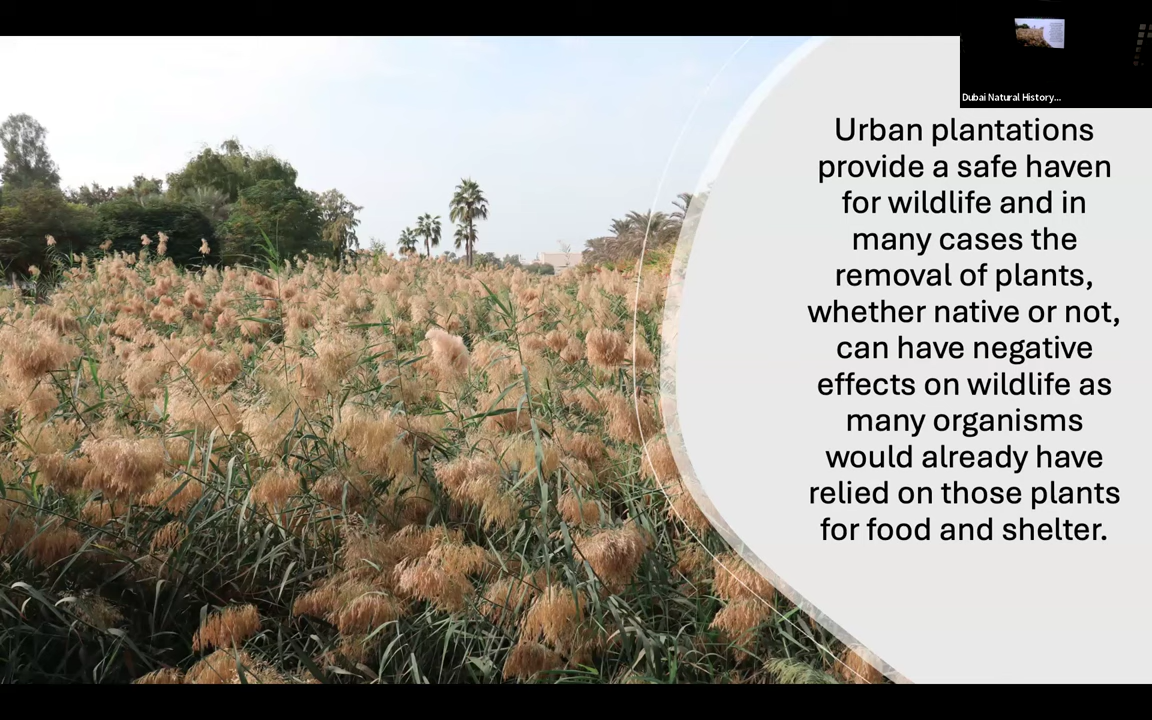 Dubai Natural History...
Urban plantations
provide a safe haven
for wildlife and in
many cases the
removal of plants,
whether native or not,
can have negative
effects on wildlife as
many organisms
would already have
relied on those plants
for food and shelter.